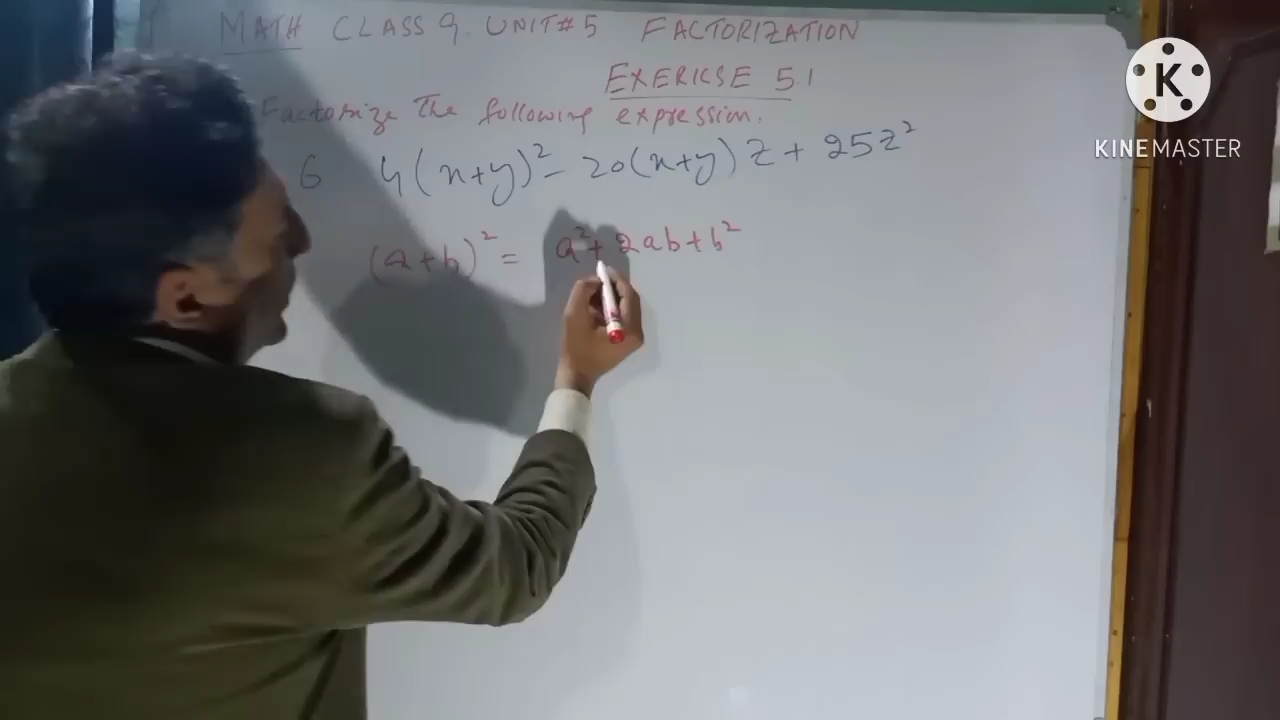 MATH CLASS 9. UNIT#5 FACTORIZATION
EXERICSE 5.1
Factorize The following expression.
6 4(x+y)² - 20(x+y)z + 25z²
(a+b)² = a² + 2ab + b²
K
KINEMASTER